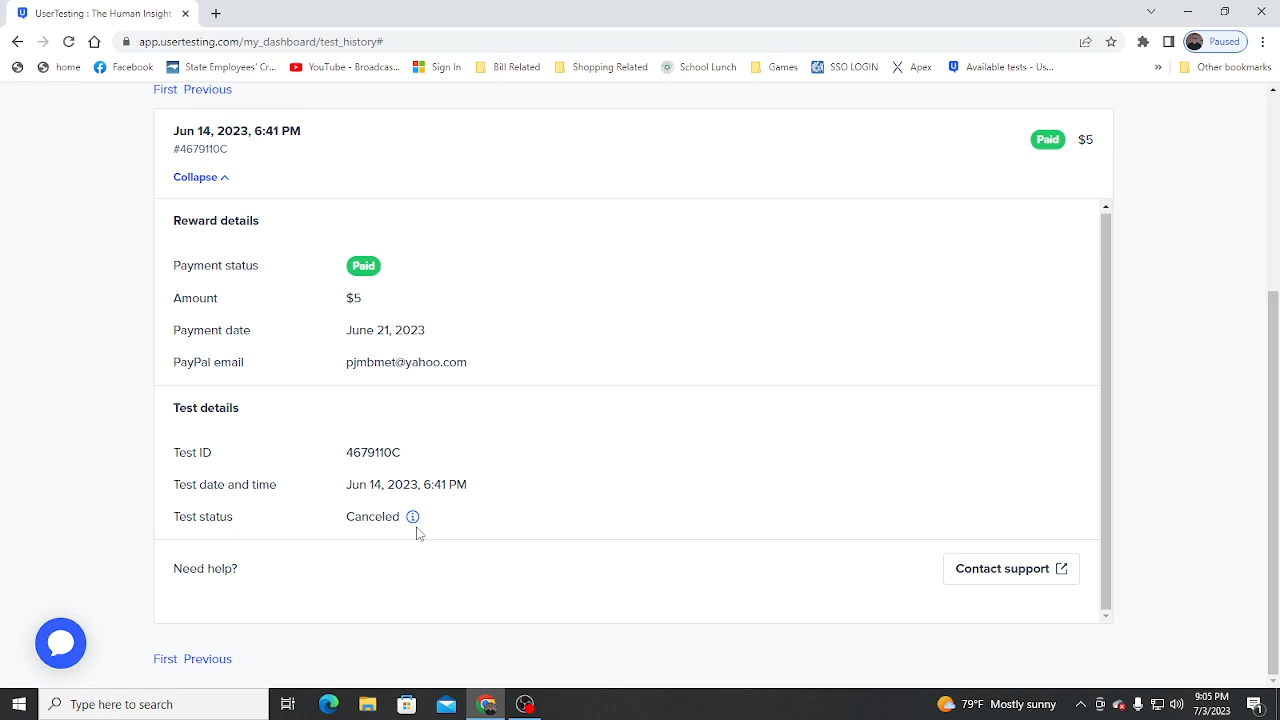 UserTesting : The Human Insight
app.usertesting.com/my_dashboard/test_history#
Paused
home
Facebook
State Employees' Cr...
YouTube - Broadcas...
Sign In
Bill Related
Shopping Related
School Lunch
Games
SSO LOGIN
Apex
Available tests - Us...
»
Other bookmarks
First Previous
Jun 14, 2023, 6:41 PM
Paid $5
#4679110C
Collapse
Reward details
Payment status Paid
Amount $5
Payment date June 21, 2023
PayPal email pjmbmet@yahoo.com
Test details
Test ID 4679110C
Test date and time Jun 14, 2023, 6:41 PM
Test status Canceled
Need help? Contact support
First Previous
Type here to search
79°F Mostly sunny
9:05 PM
7/3/2023
1